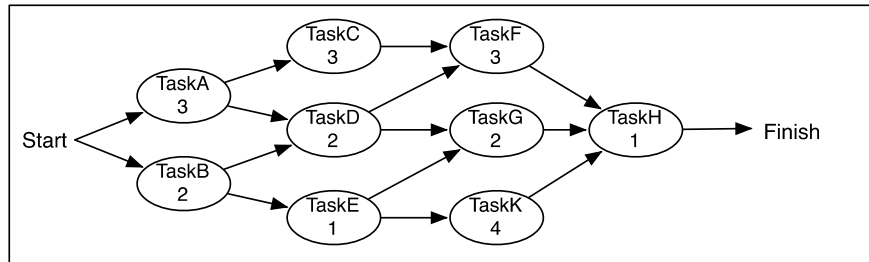 TaskC
3
TaskF
3
TaskA
3
TaskD
2
TaskG
2
TaskH
1
Start
Finish
TaskB
2
TaskE
1
TaskK
4